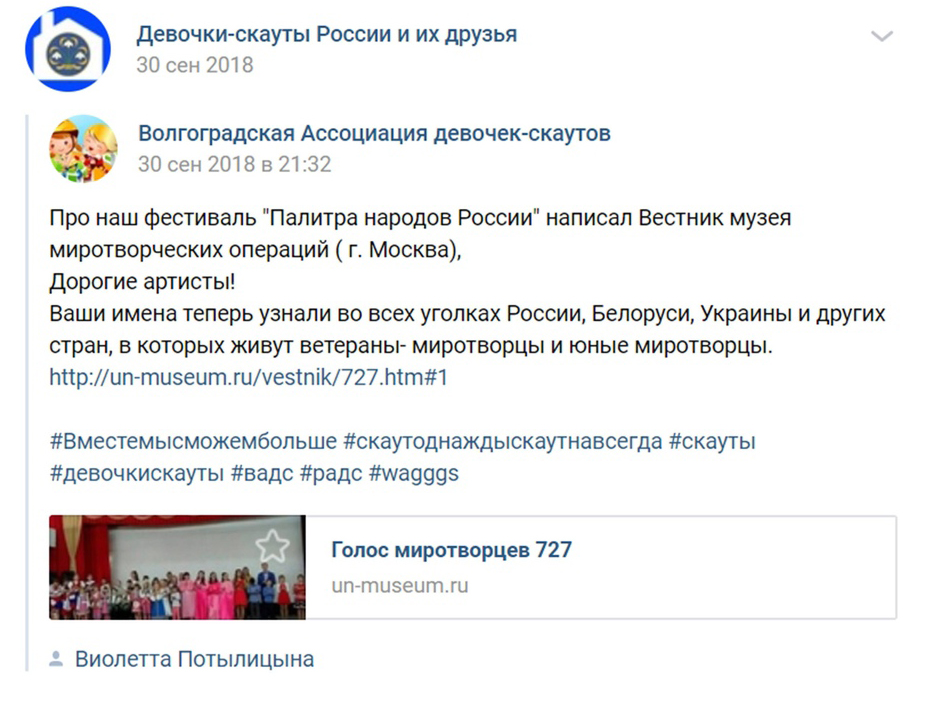 Девочки-скауты России и их друзья
30 сен 2018
Волгоградская Ассоциация девочек-скаутов
30 сен 2018 в 21:32
Про наш фестиваль "Палитра народов России" написал Вестник музея
миротворческих операций ( г. Москва),
Дорогие артисты!
Ваши имена теперь узнали во всех уголках России, Белоруси, Украины и других
стран, в которых живут ветераны- миротворцы и юные миротворцы.
http://un-museum.ru/vestnik/727.htm#1
#Вместемысможембольше #скаутоднаждыскаутнавсегда #скауты
#девочкискауты #вадс #радс #wagggs
Голос миротворцев 727
un-museum.ru
Виолетта Потылицына